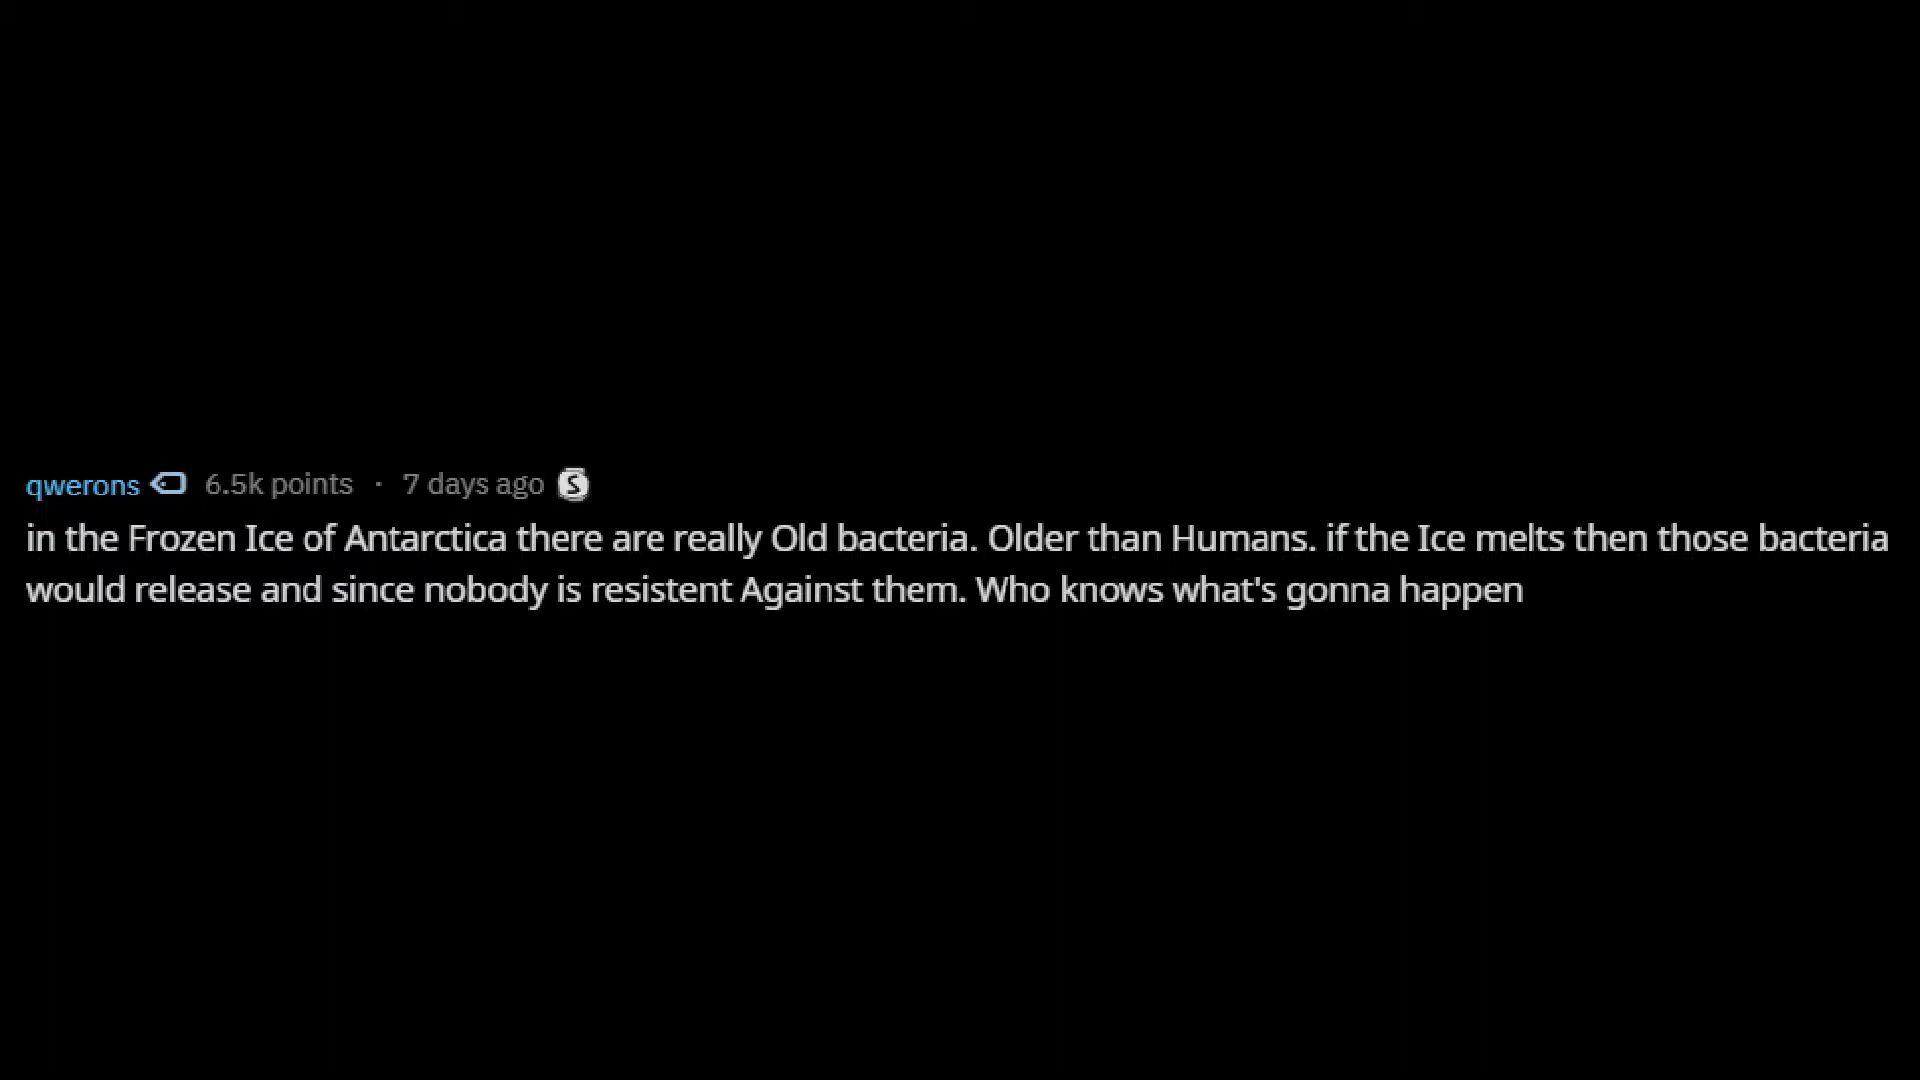 qwerons 6.5k points · 7 days ago S
in the Frozen Ice of Antarctica there are really Old bacteria. Older than Humans. if the Ice melts then those bacteria
would release and since nobody is resistent Against them. Who knows what's gonna happen